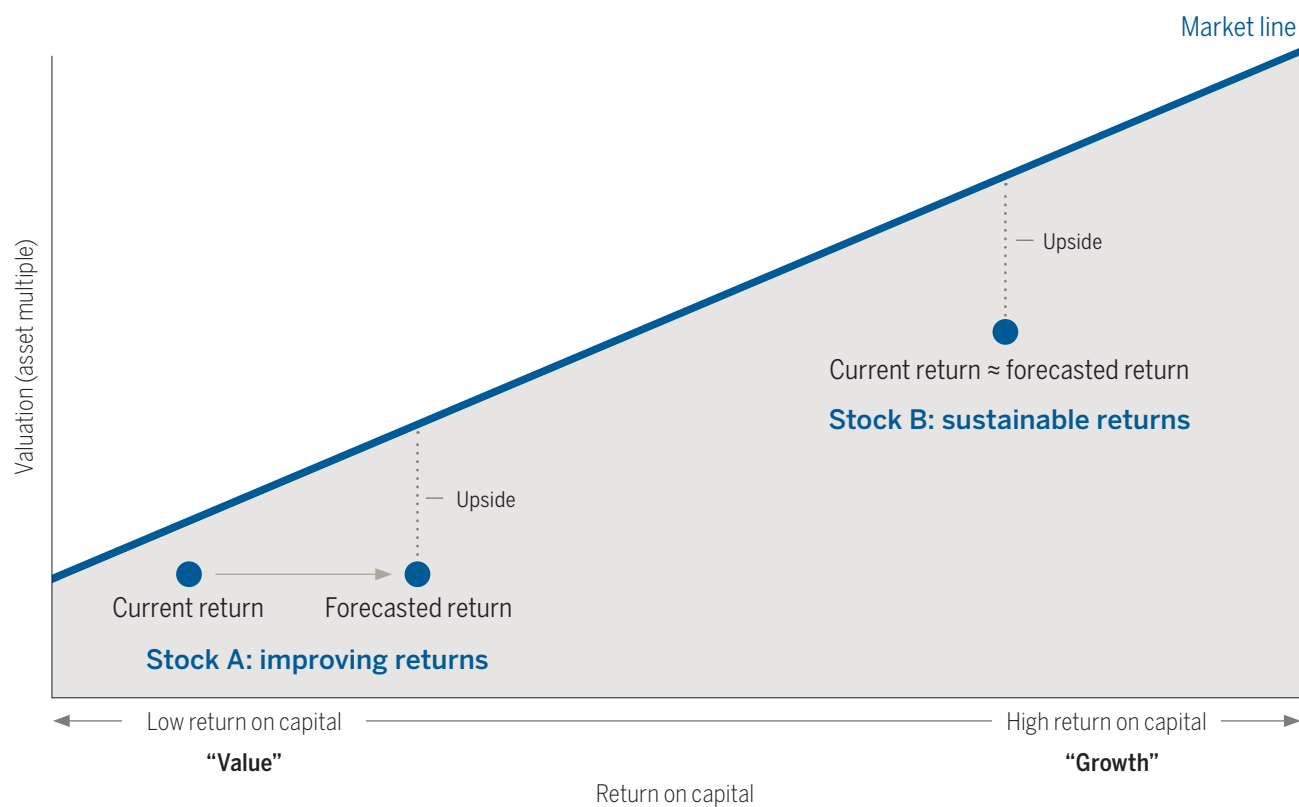 Market line
Valuation (asset multiple)
Upside
Current return ≈ forecasted return
Stock B: sustainable returns
Upside
Current return
Forecasted return
Stock A: improving returns
Low return on capital
High return on capital
“Value”
“Growth”
Return on capital